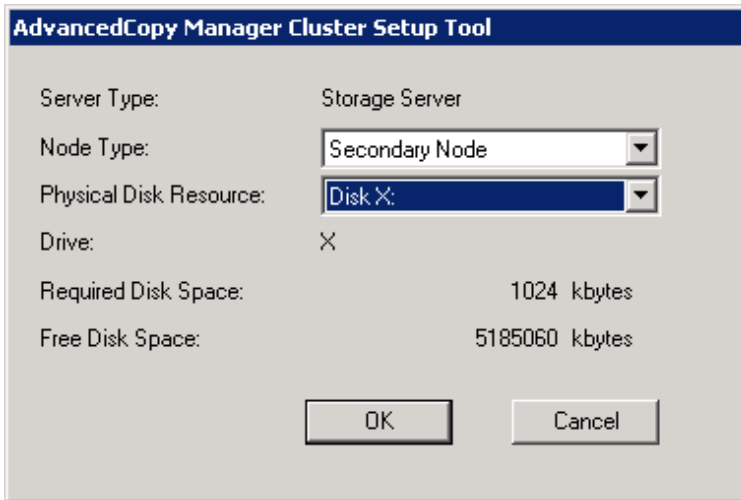 AdvancedCopy Manager Cluster Setup Tool
Server Type: Storage Server
Node Type: Secondary Node
Physical Disk Resource: Disk X:
Drive: X
Required Disk Space: 1024 kbytes
Free Disk Space: 5185060 kbytes
OK Cancel